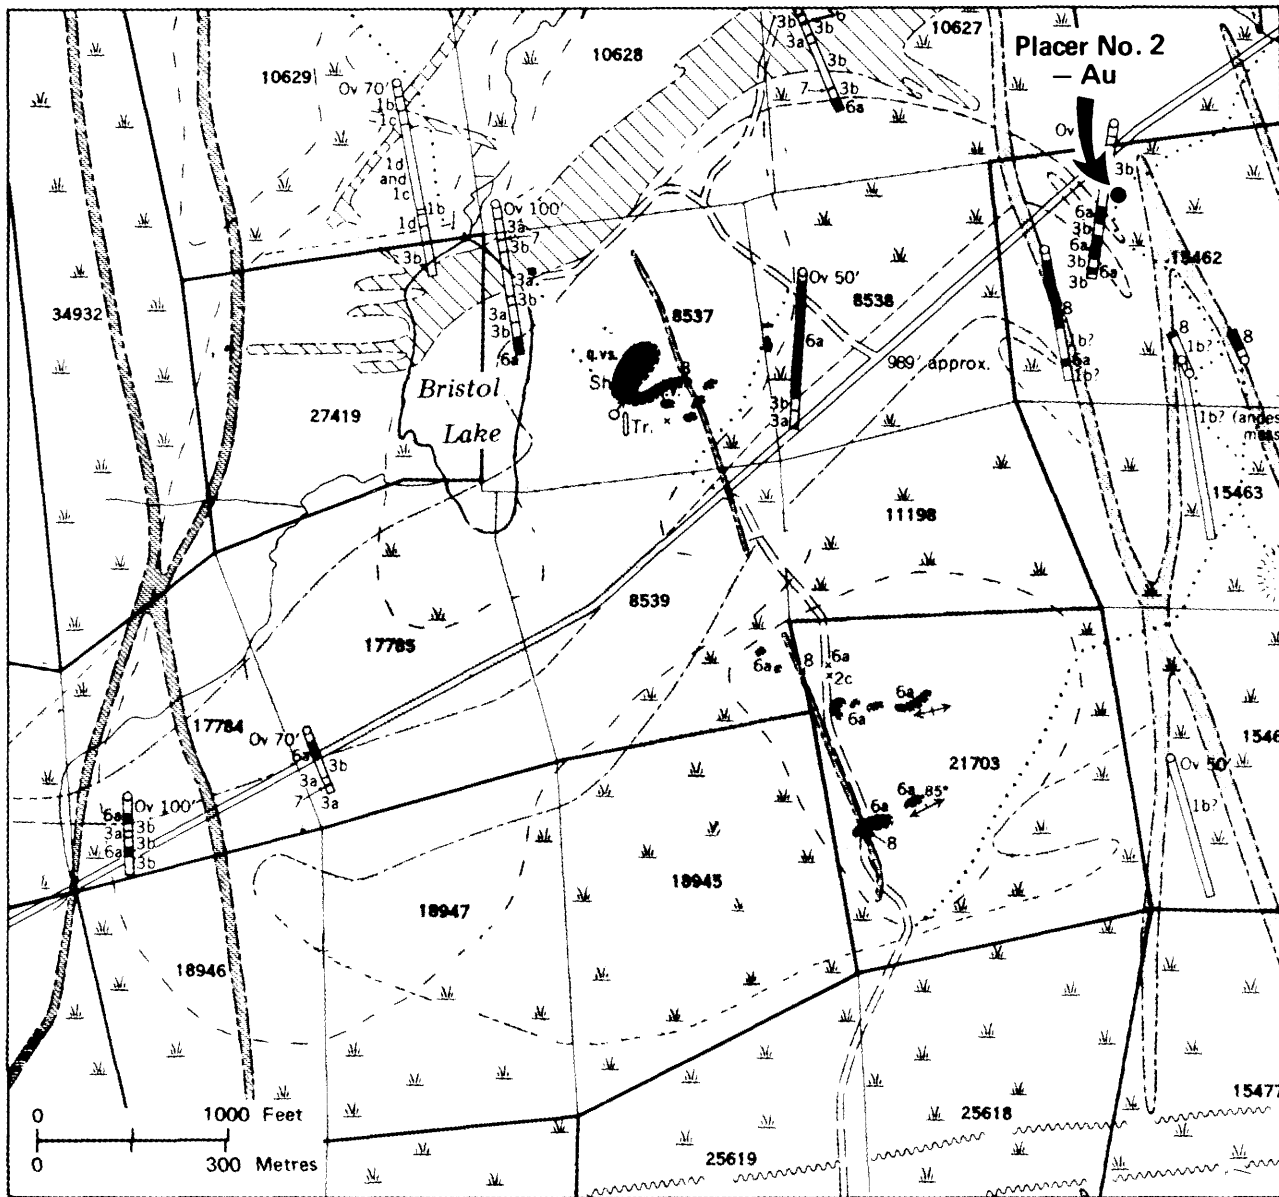 Placer No. 2
– Au
10629
10628
10627
Ov 70'
1b
1c
1d
and
1c
1b
1d
3b
3b
3b
3a
3b
7
3b
6a
Ov
3b
6a
3b
6a
3b
6a
3b
15462
Ov 100'
3a
7
3b
3a
3b
3a
3b
6a
34932
27419
Bristol
Lake
q.vs.
Sh
Tr.
8537
8
Ov 50'
6a
3b
3a
8538
989' approx.
8
1b?
6a
1b?
8
1b?
8
1b? (andes
mass
15463
11198
8539
17785
17784
Ov 70'
6a
3b
3a
7
3a
Ov 100'
6a
3b
3a
3b
6a
3b
6a
8
6a
2c
6a
6a
21703
6a
85°
6a
8
1546
Ov 50'
1b?
18945
18947
18946
0
1000 Feet
0
300 Metres
25619
25618
15477